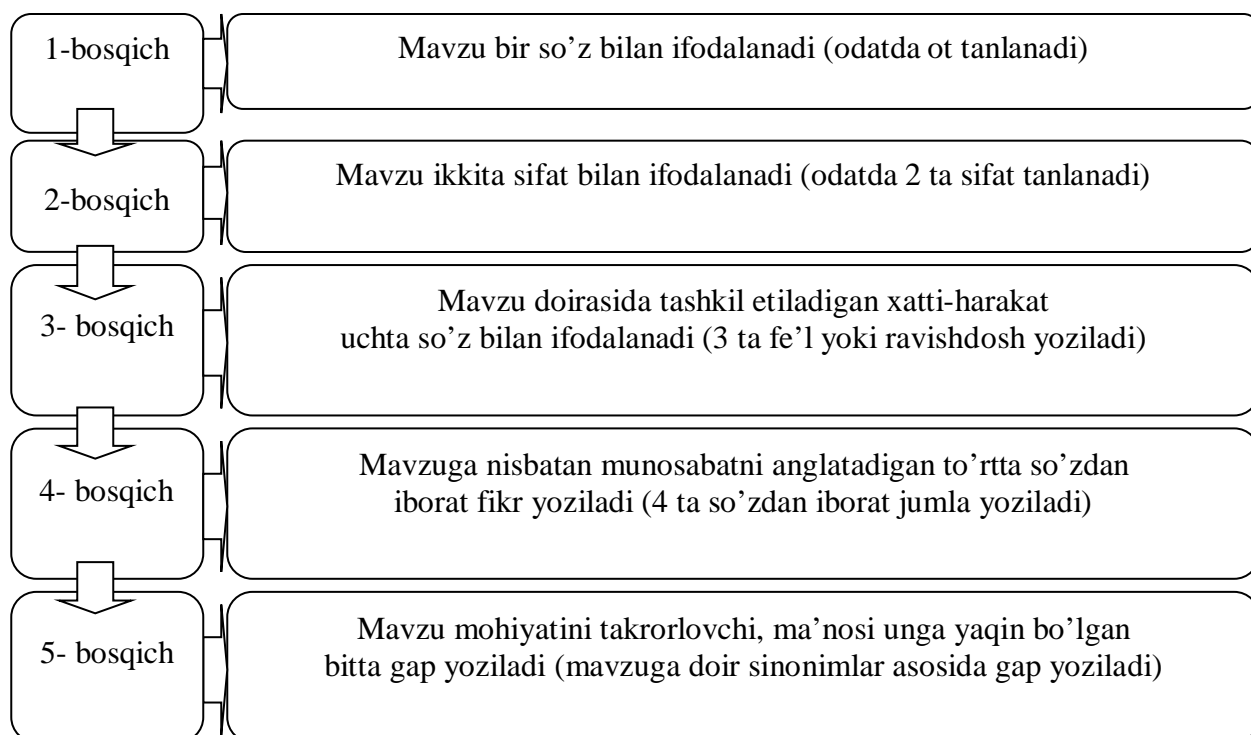 1-bosqich
Mavzu bir so’z bilan ifodalanadi (odatda ot tanlanadi)
2-bosqich
Mavzu ikkita sifat bilan ifodalanadi (odatda 2 ta sifat tanlanadi)
3- bosqich
Mavzu doirasida tashkil etiladigan xatti-harakat
uchta so’z bilan ifodalanadi (3 ta fe’l yoki ravishdosh yoziladi)
4- bosqich
Mavzuga nisbatan munosabatni anglatadigan to’rtta so’zdan
iborat fikr yoziladi (4 ta so’zdan iborat jumla yoziladi)
5- bosqich
Mavzu mohiyatini takrorlovchi, ma’nosi unga yaqin bo’lgan
bitta gap yoziladi (mavzuga doir sinonimlar asosida gap yoziladi)